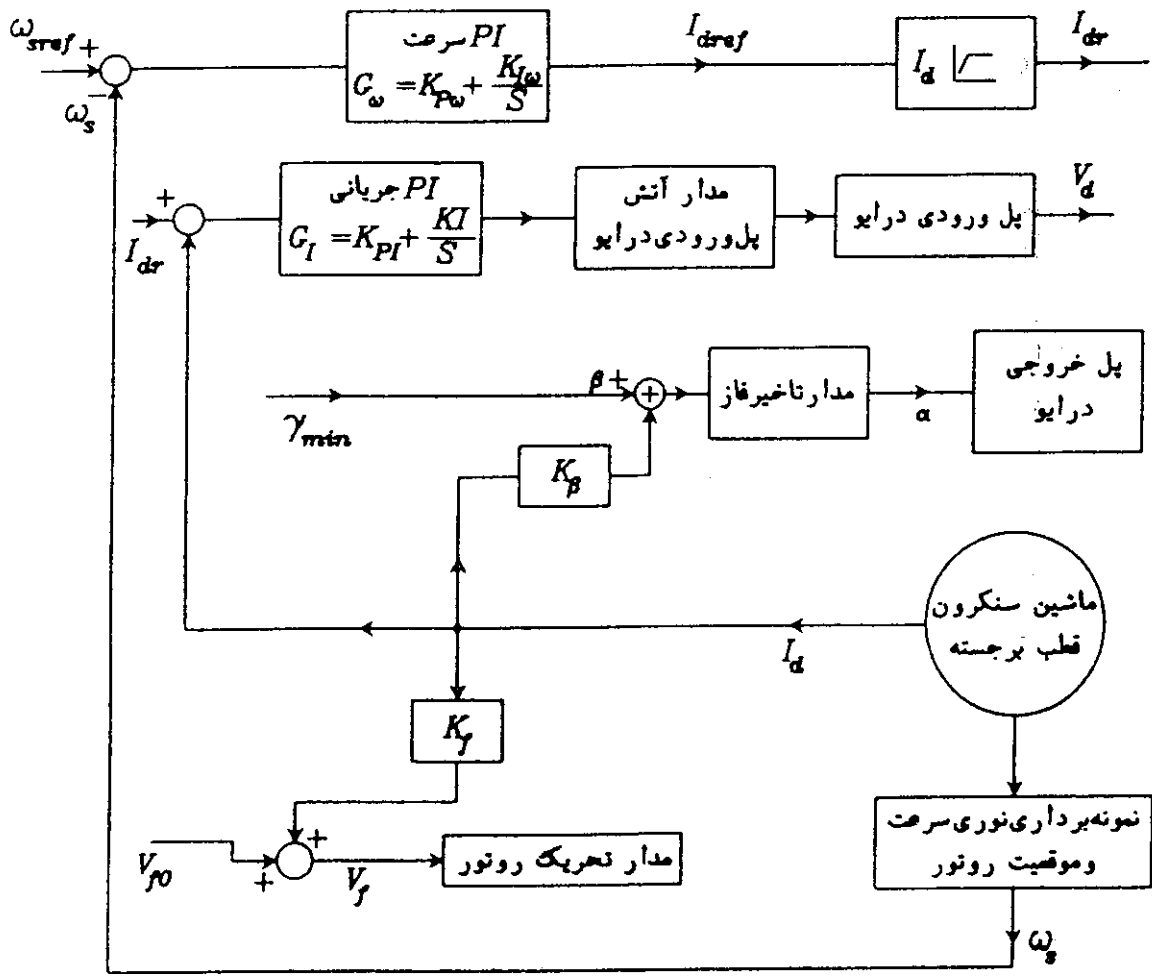 ω_sref +
PI سرعت
G_ω = K_Pω + K_Iω/S
I_dref
I_d
I_dr
ω_s −
+
I_dr
PI جریانی
G_I = K_PI + KI/S
مدار آتش
پل ورودی درایو
پل ورودی درایو
V_d
γ_min
β +
+
مدار تاخیر فاز
α
پل خروجی
درایو
K_β
ماشین سنکرون
قطب برجسته
I_d
K_f
V_f0
+
+
V_f
مدار تحریک روتور
نمونه‌برداری نوری سرعت
وموقعیت روتور
ω_s